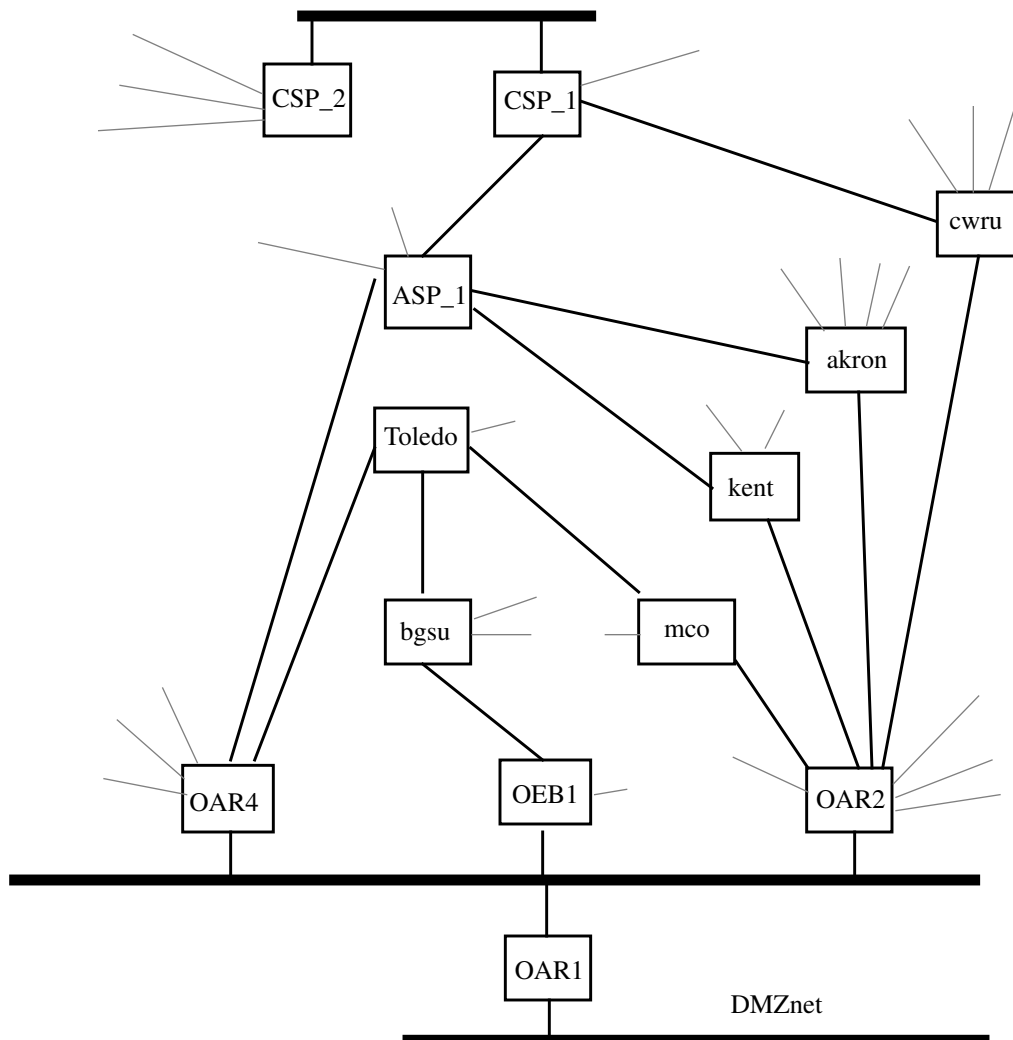 CSP_2
CSP_1
cwru
ASP_1
akron
Toledo
kent
bgsu
mco
OAR4
OEB1
OAR2
OAR1
DMZnet